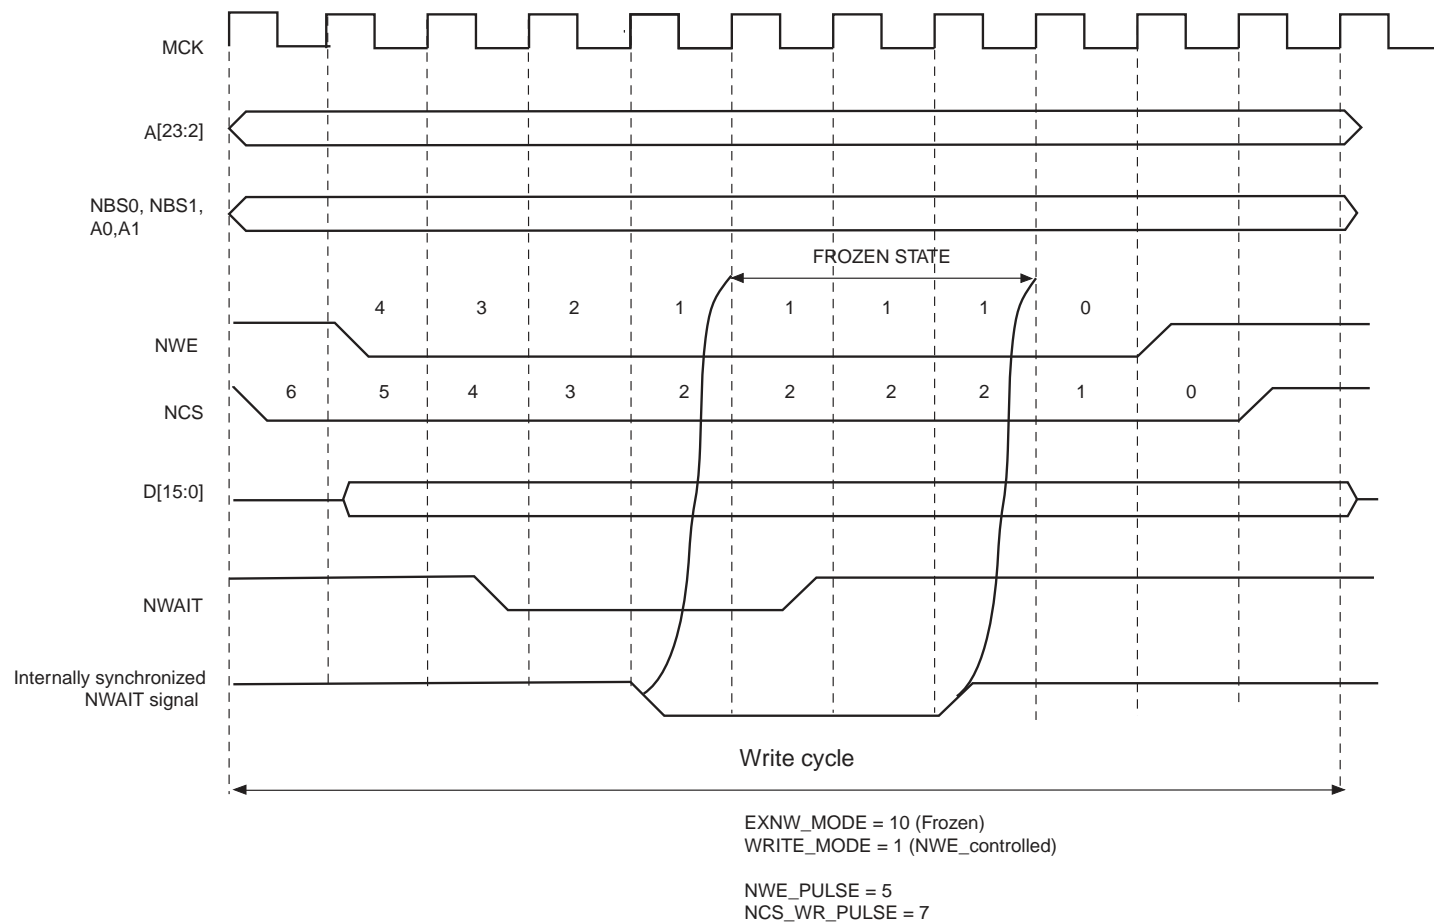 MCK
A[23:2]
NBS0, NBS1,
A0,A1
FROZEN STATE
4 3 2 1 1 1 1 0
NWE
6 5 4 3 2 2 2 2 1 0
NCS
D[15:0]
NWAIT
Internally synchronized
NWAIT signal
Write cycle
EXNW_MODE = 10 (Frozen)
WRITE_MODE = 1 (NWE_controlled)
NWE_PULSE = 5
NCS_WR_PULSE = 7